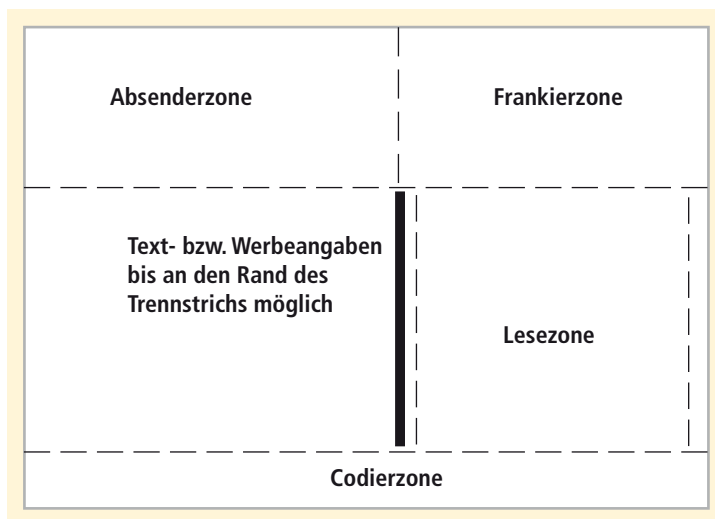 Absenderzone
Frankierzone
Text- bzw. Werbeangaben
bis an den Rand des
Trennstrichs möglich
Lesezone
Codierzone